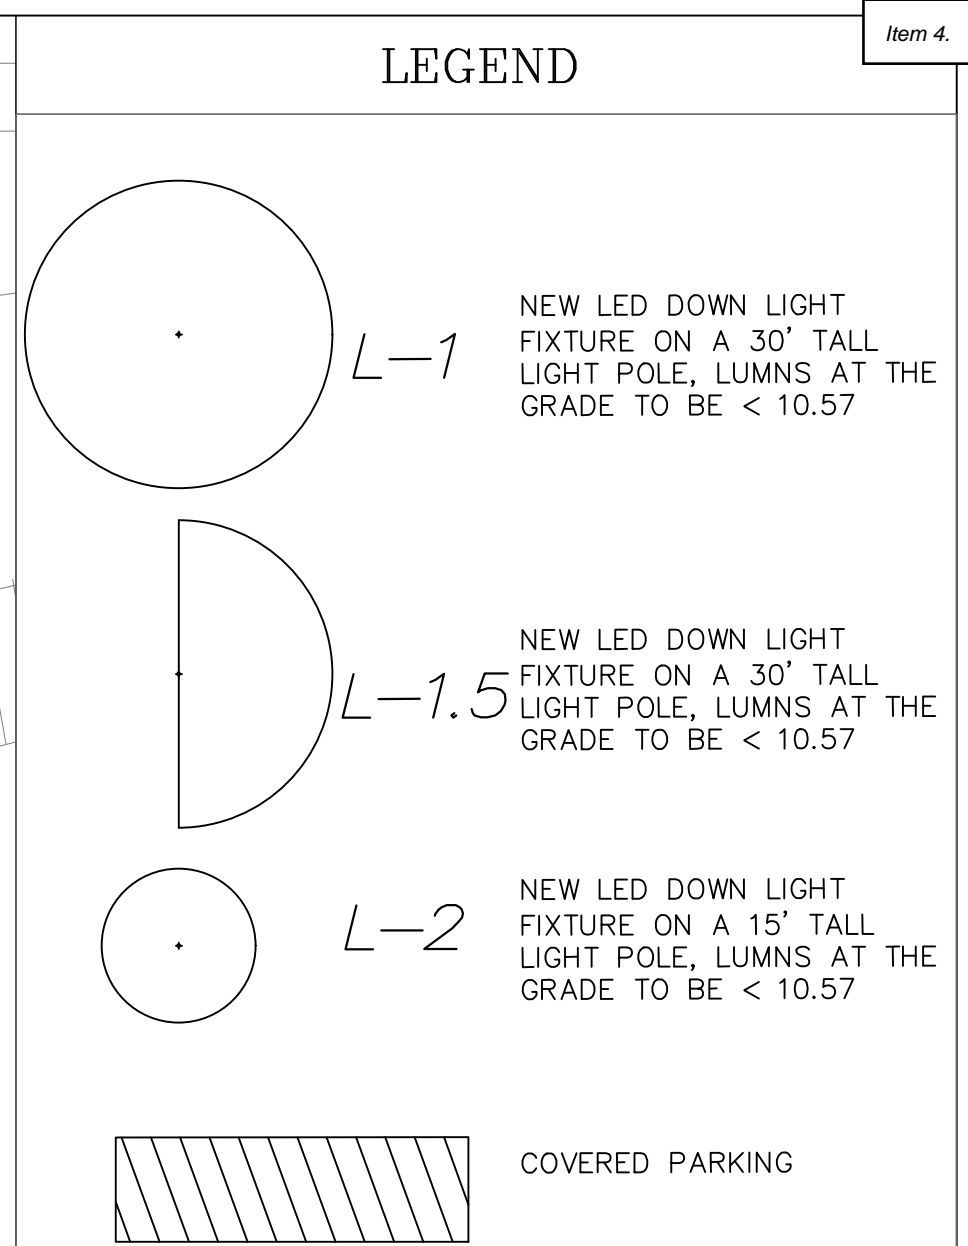 Item 4.
LEGEND
L-1
NEW LED DOWN LIGHT
FIXTURE ON A 30' TALL
LIGHT POLE, LUMNS AT THE
GRADE TO BE < 10.57
L-1.5
NEW LED DOWN LIGHT
FIXTURE ON A 30' TALL
LIGHT POLE, LUMNS AT THE
GRADE TO BE < 10.57
L-2
NEW LED DOWN LIGHT
FIXTURE ON A 15' TALL
LIGHT POLE, LUMNS AT THE
GRADE TO BE < 10.57
COVERED PARKING